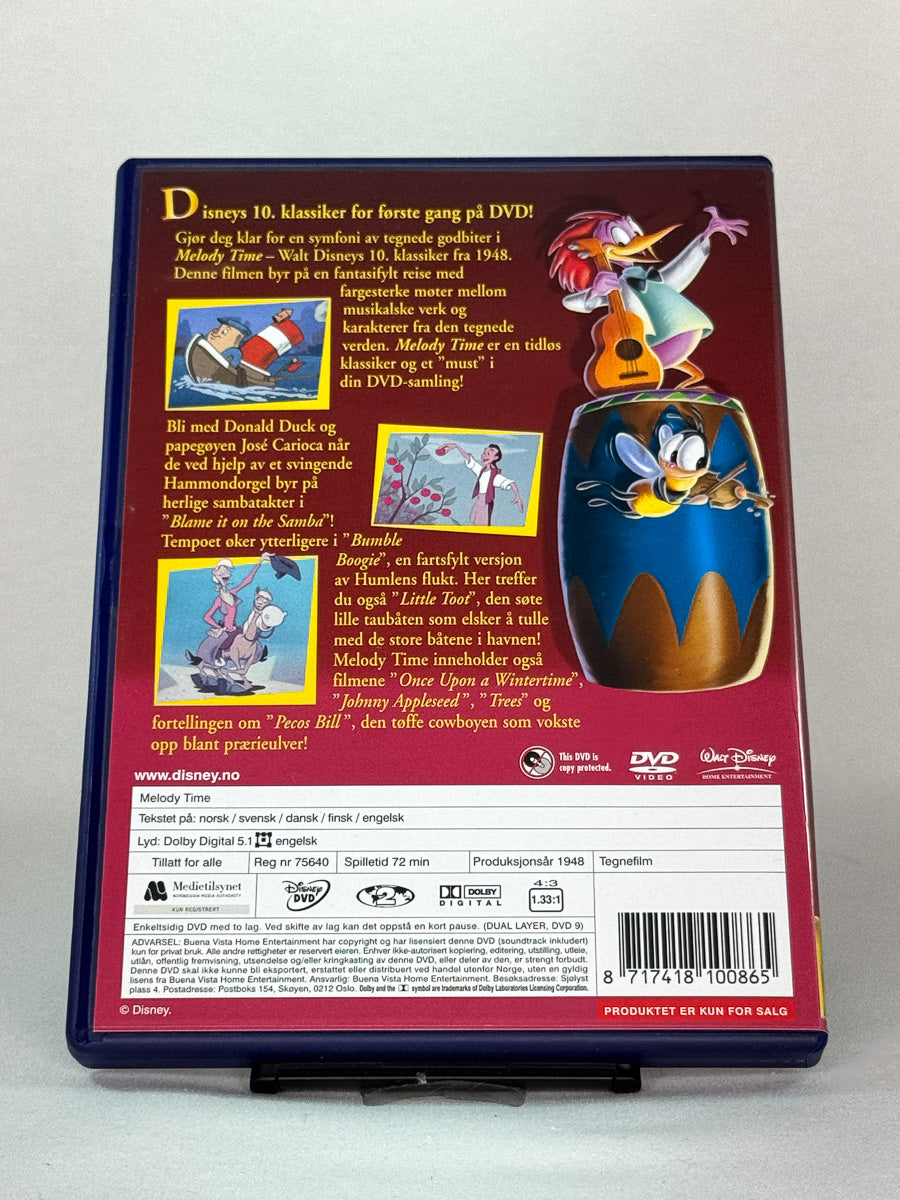 Disneys 10. klassiker for første gang på DVD!
Gjør deg klar for en symfoni av tegnede godbiter i
Melody Time – Walt Disneys 10. klassiker fra 1948.
Denne filmen byr på en fantasifylt reise med
fargesterke møter mellom
musikalske verk og
karakterer fra den tegnede
verden. Melody Time er en tidløs
klassiker og et "must" i
din DVD-samling!
Bli med Donald Duck og
papegøyen José Carioca når
de ved hjelp av et svingende
Hammondorgel byr på
herlige sambatakter i
"Blame it on the Samba"!
Tempoet øker ytterligere i "Bumble
Boogie", en fartsfylt versjon
av Humlens flukt. Her treffer
du også "Little Toot", den søte
lille taubåten som elsker å tulle
med de store båtene i havnen!
Melody Time inneholder også
filmene "Once Upon a Wintertime",
"Johnny Appleseed", "Trees" og
fortellingen om "Pecos Bill", den tøffe cowboyen som vokste
opp blant prærieulver!
www.disney.no
This DVD is
copy protected.
DVD
VIDEO
Walt Disney
HOME ENTERTAINMENT
Melody Time
Tekstet på: norsk / svensk / dansk / finsk / engelsk
Lyd: Dolby Digital 5.1 engelsk
Tillatt for alle Reg nr 75640 Spilletid 72 min Produksjonsår 1948 Tegnefilm
Medietilsynet
NORWEGIAN MEDIA AUTHORITY
KUN REGISTRERT
Disney
DVD
2
DOLBY
DIGITAL
4:3
1.33:1
Enkeltsidig DVD med to lag. Ved skifte av lag kan det oppstå en kort pause. (DUAL LAYER, DVD 9)
ADVARSEL: Buena Vista Home Entertainment har copyright og har lisensiert denne DVD (soundtrack inkludert)
kun for privat bruk. Alle andre rettigheter er reservert eieren. Enhver ikke-autorisert kopiering, editering, utstilling, utleie,
utlån, offentlig fremvisning, utsendelse og/eller kringkasting av denne DVD, eller deler av den, er strengt forbudt.
Denne DVD skal ikke kunne bli eksportert, erstattet eller distribuert ved handel utenfor Norge, uten en gyldig
lisens fra Buena Vista Home Entertainment. Ansvarlig: Buena Vista Home Entertainment. Besøksadresse: Sjølyst
plass 4. Postadresse: Postboks 154, Skøyen, 0212 Oslo. Dolby and the symbol are trademarks of Dolby Laboratories Licensing Corporation.
8 717418 100865
© Disney.
PRODUKTET ER KUN FOR SALG